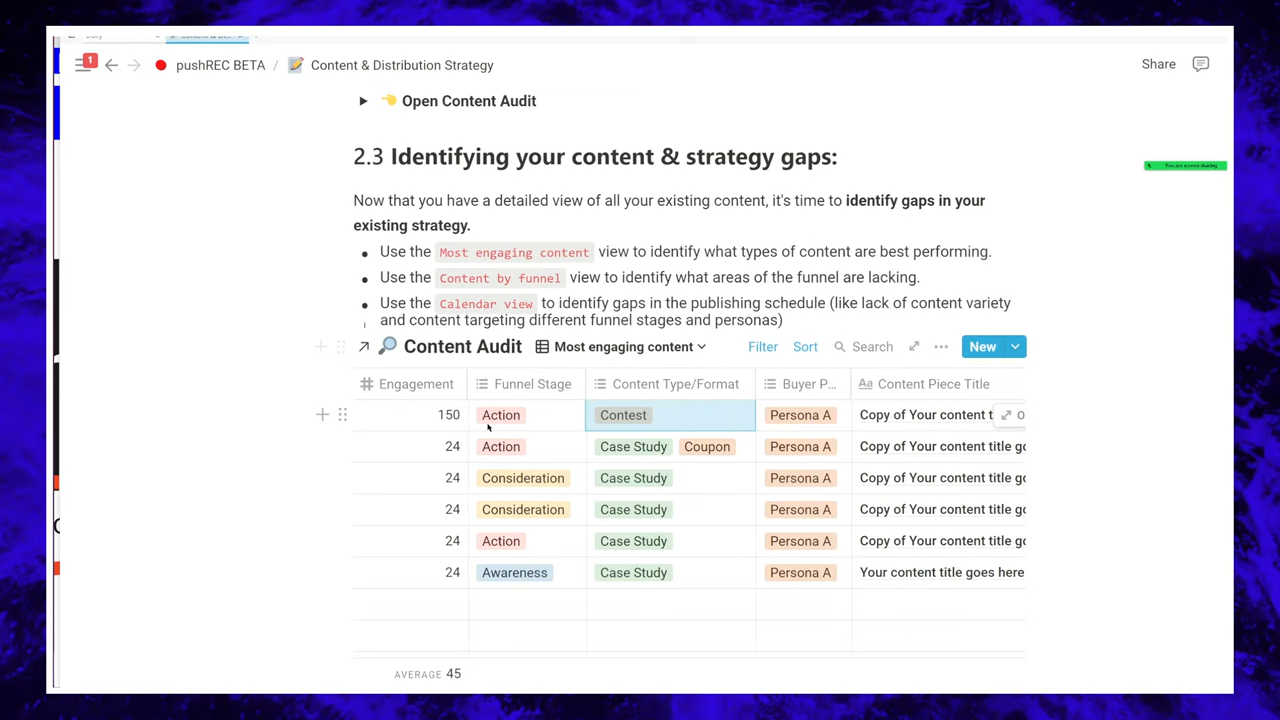 1
pushREC BETA / Content & Distribution Strategy
Share
Open Content Audit
2.3 Identifying your content & strategy gaps:
Now that you have a detailed view of all your existing content, it's time to identify gaps in your
existing strategy.
You are screen sharing
Use the Most engaging content view to identify what types of content are best performing.
Use the Content by funnel view to identify what areas of the funnel are lacking.
Use the Calendar view to identify gaps in the publishing schedule (like lack of content variety
and content targeting different funnel stages and personas)
Content Audit Most engaging content Filter Sort Search New
Engagement Funnel Stage Content Type/Format Buyer P... Content Piece Title
150 Action Contest Persona A Copy of Your content t
24 Action Case Study Coupon Persona A Copy of Your content title go
24 Consideration Case Study Persona A Copy of Your content title go
24 Consideration Case Study Persona A Copy of Your content title go
24 Action Case Study Persona A Copy of Your content title go
24 Awareness Case Study Persona A Your content title goes here
AVERAGE 45